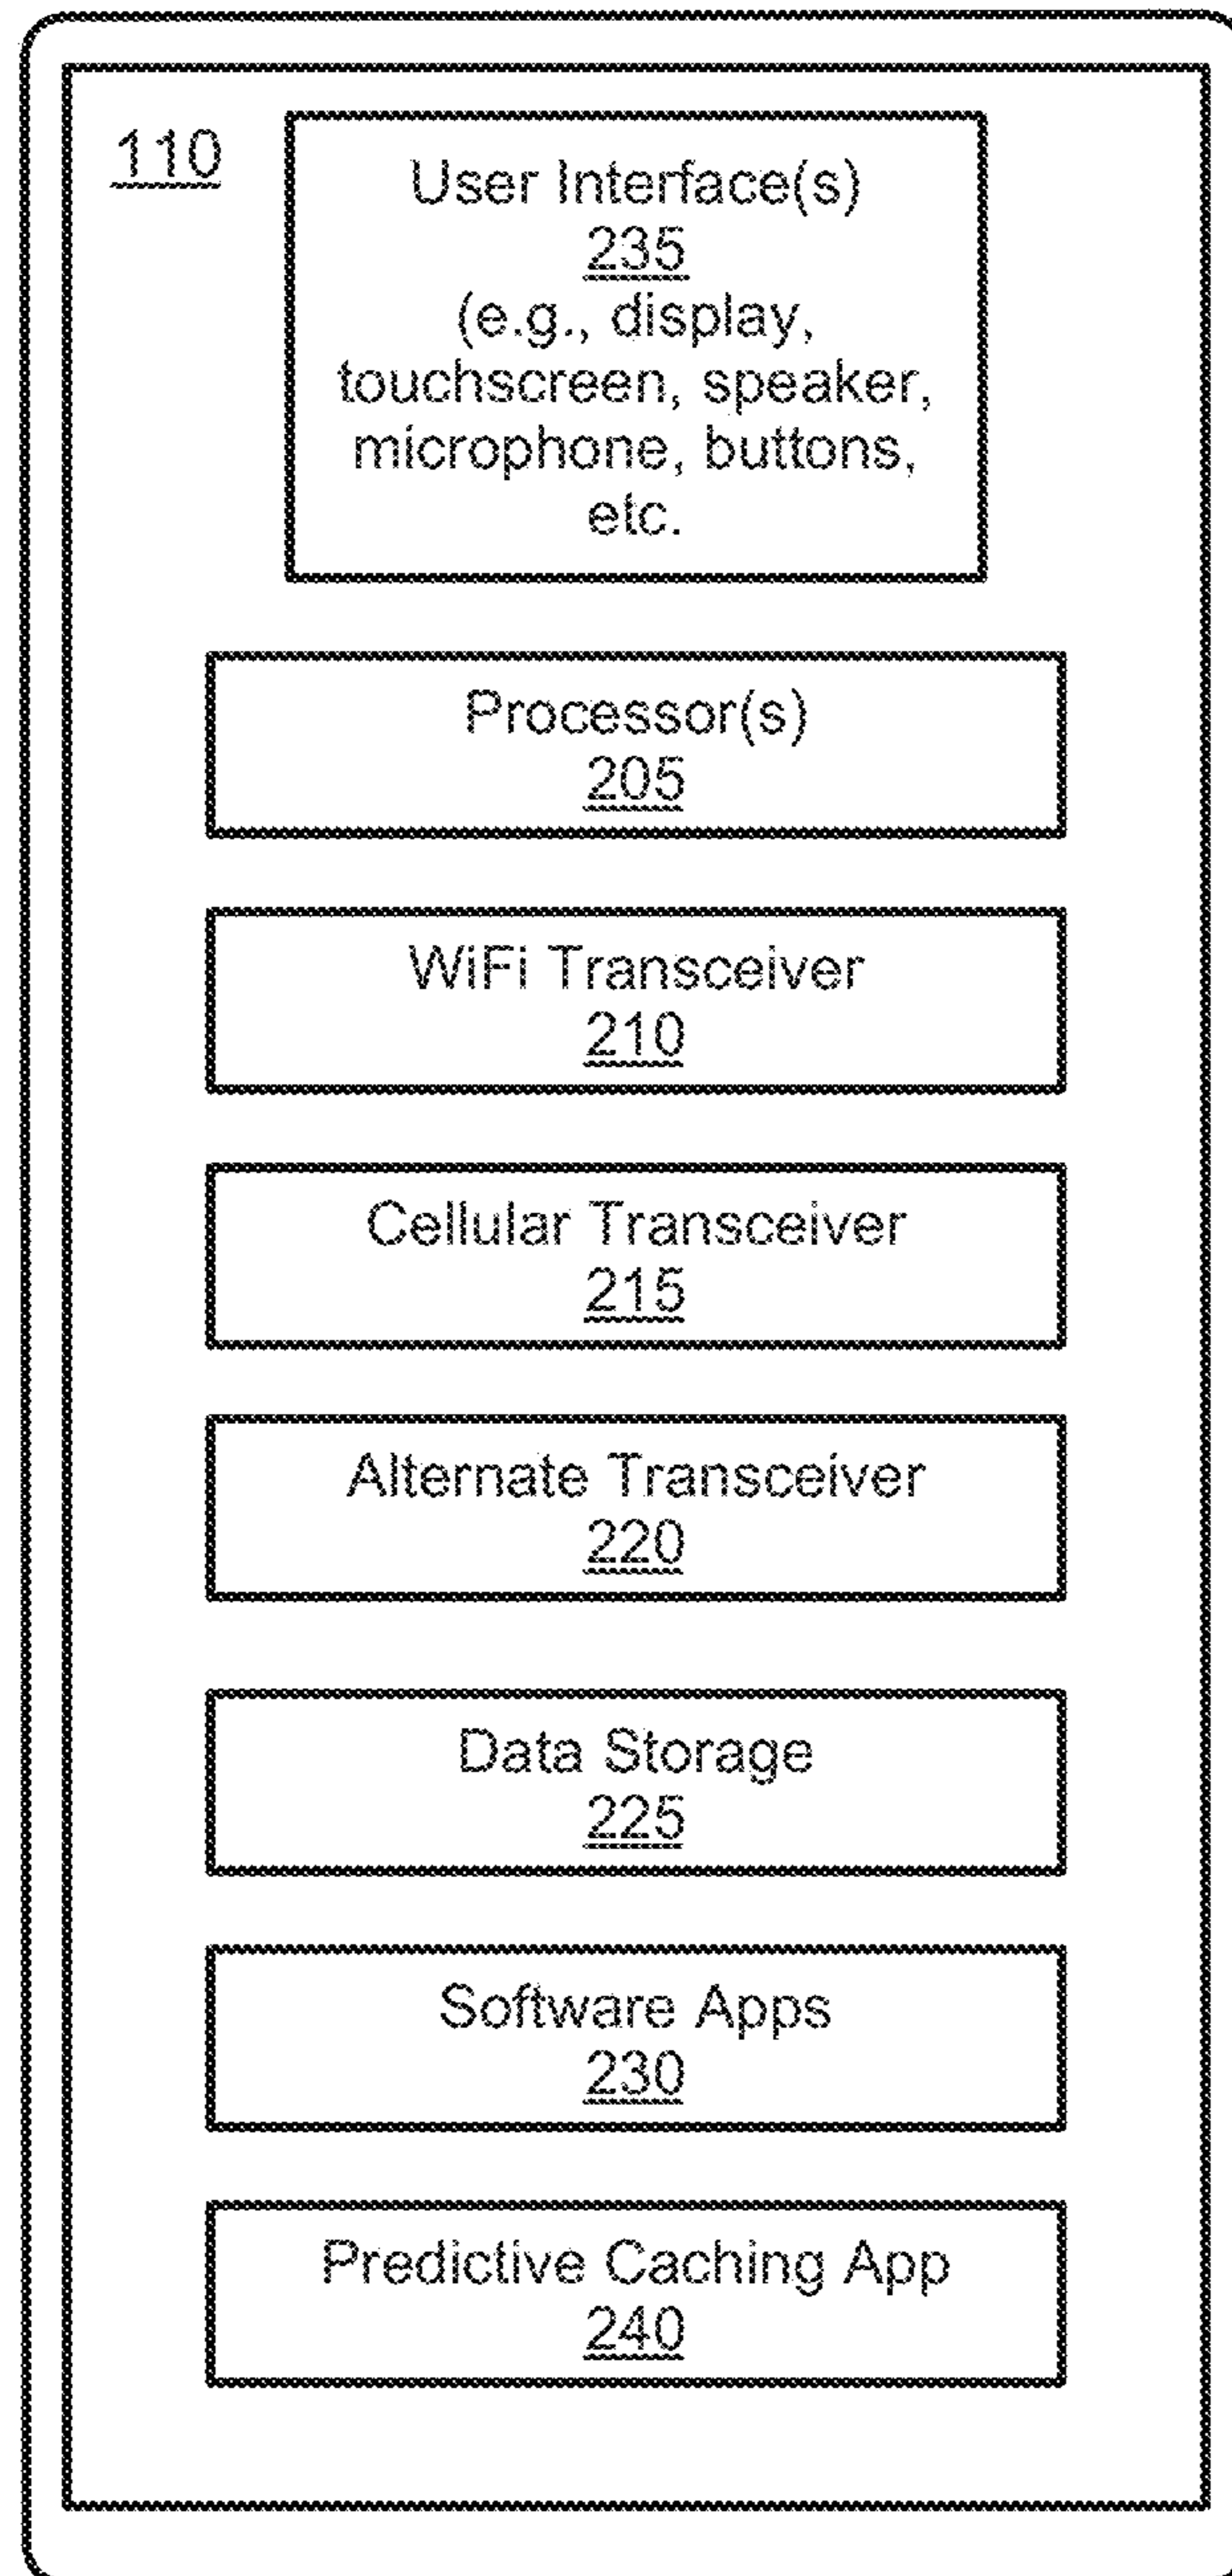 110
User Interface(s)
235
(e.g., display,
touchscreen, speaker,
microphone, buttons,
etc.
Processor(s)
205
WiFi Transceiver
210
Cellular Transceiver
215
Alternate Transceiver
220
Data Storage
225
Software Apps
230
Predictive Caching App
240